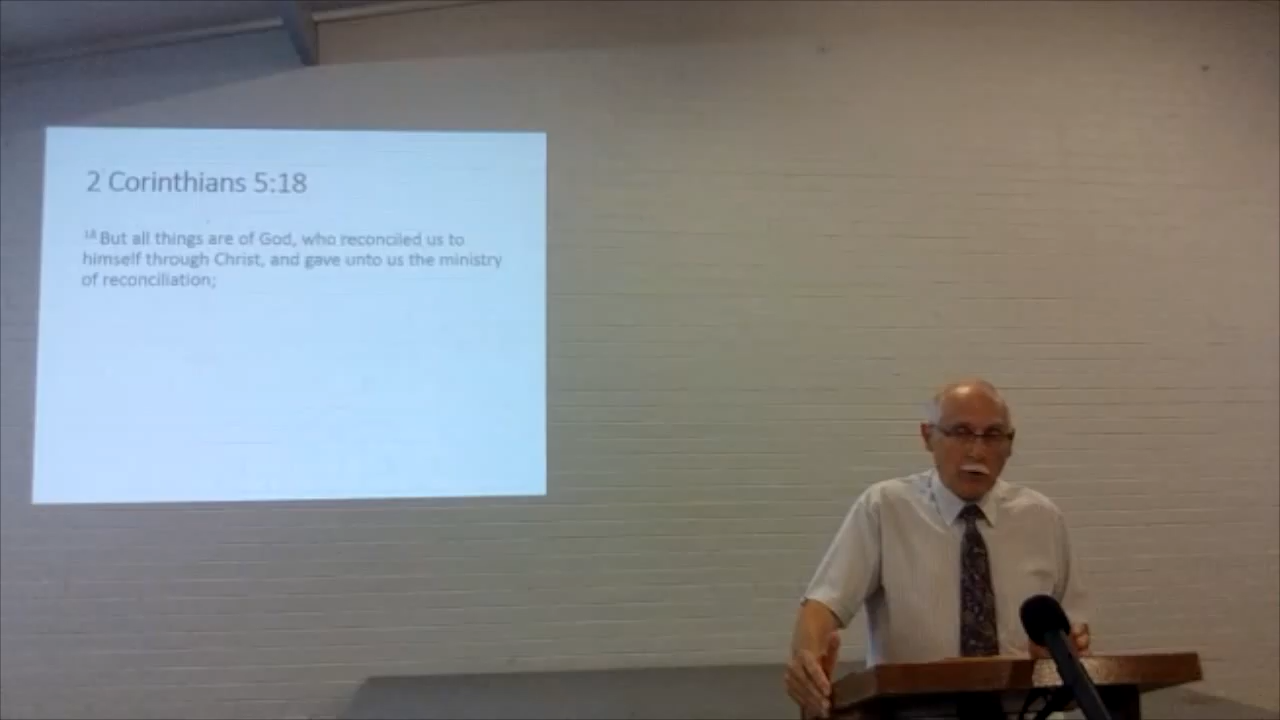 2 Corinthians 5:18
18 But all things are of God, who reconciled us to
himself through Christ, and gave unto us the ministry
of reconciliation;